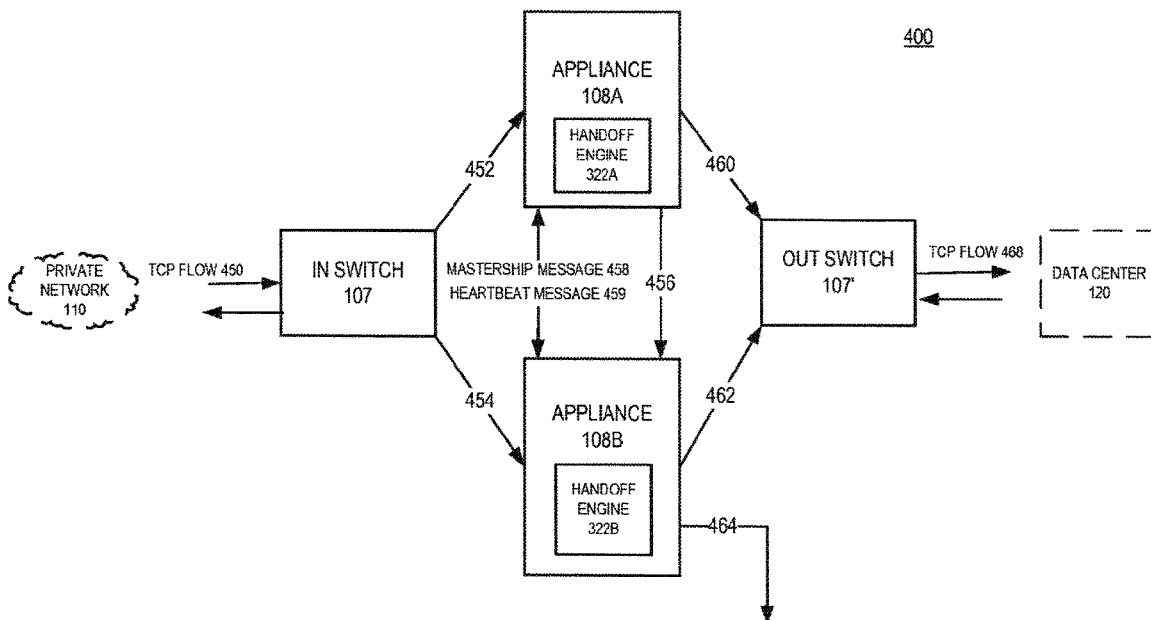 400
APPLIANCE
108A
HANDOFF
ENGINE
322A
452
460
PRIVATE
NETWORK
110
TCP FLOW 450
IN SWITCH
107
MASTERSHIP MESSAGE 458
HEARTBEAT MESSAGE 459
456
OUT SWITCH
107'
TCP FLOW 468
DATA CENTER
120
454
462
APPLIANCE
108B
HANDOFF
ENGINE
322B
464